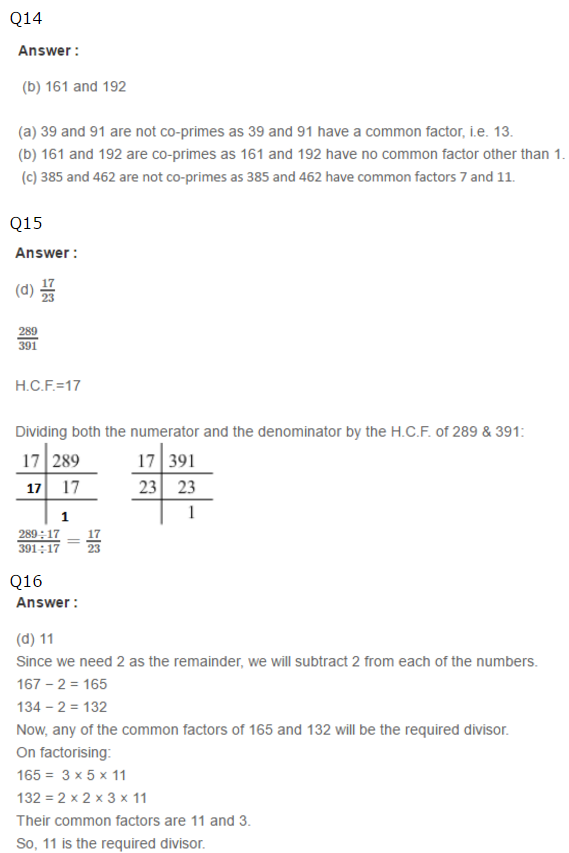 Q14
Answer :
(b) 161 and 192
(a) 39 and 91 are not co-primes as 39 and 91 have a common factor, i.e. 13.
(b) 161 and 192 are co-primes as 161 and 192 have no common factor other than 1.
(c) 385 and 462 are not co-primes as 385 and 462 have common factors 7 and 11.
Q15
Answer :
(d) 17/23
289/391
H.C.F.=17
Dividing both the numerator and the denominator by the H.C.F. of 289 & 391:
17 289 17 391
17 17 23 23
1 1
289÷17/391÷17 = 17/23
Q16
Answer :
(d) 11
Since we need 2 as the remainder, we will subtract 2 from each of the numbers.
167 − 2 = 165
134 − 2 = 132
Now, any of the common factors of 165 and 132 will be the required divisor.
On factorising:
165 = 3 × 5 × 11
132 = 2 × 2 × 3 × 11
Their common factors are 11 and 3.
So, 11 is the required divisor.